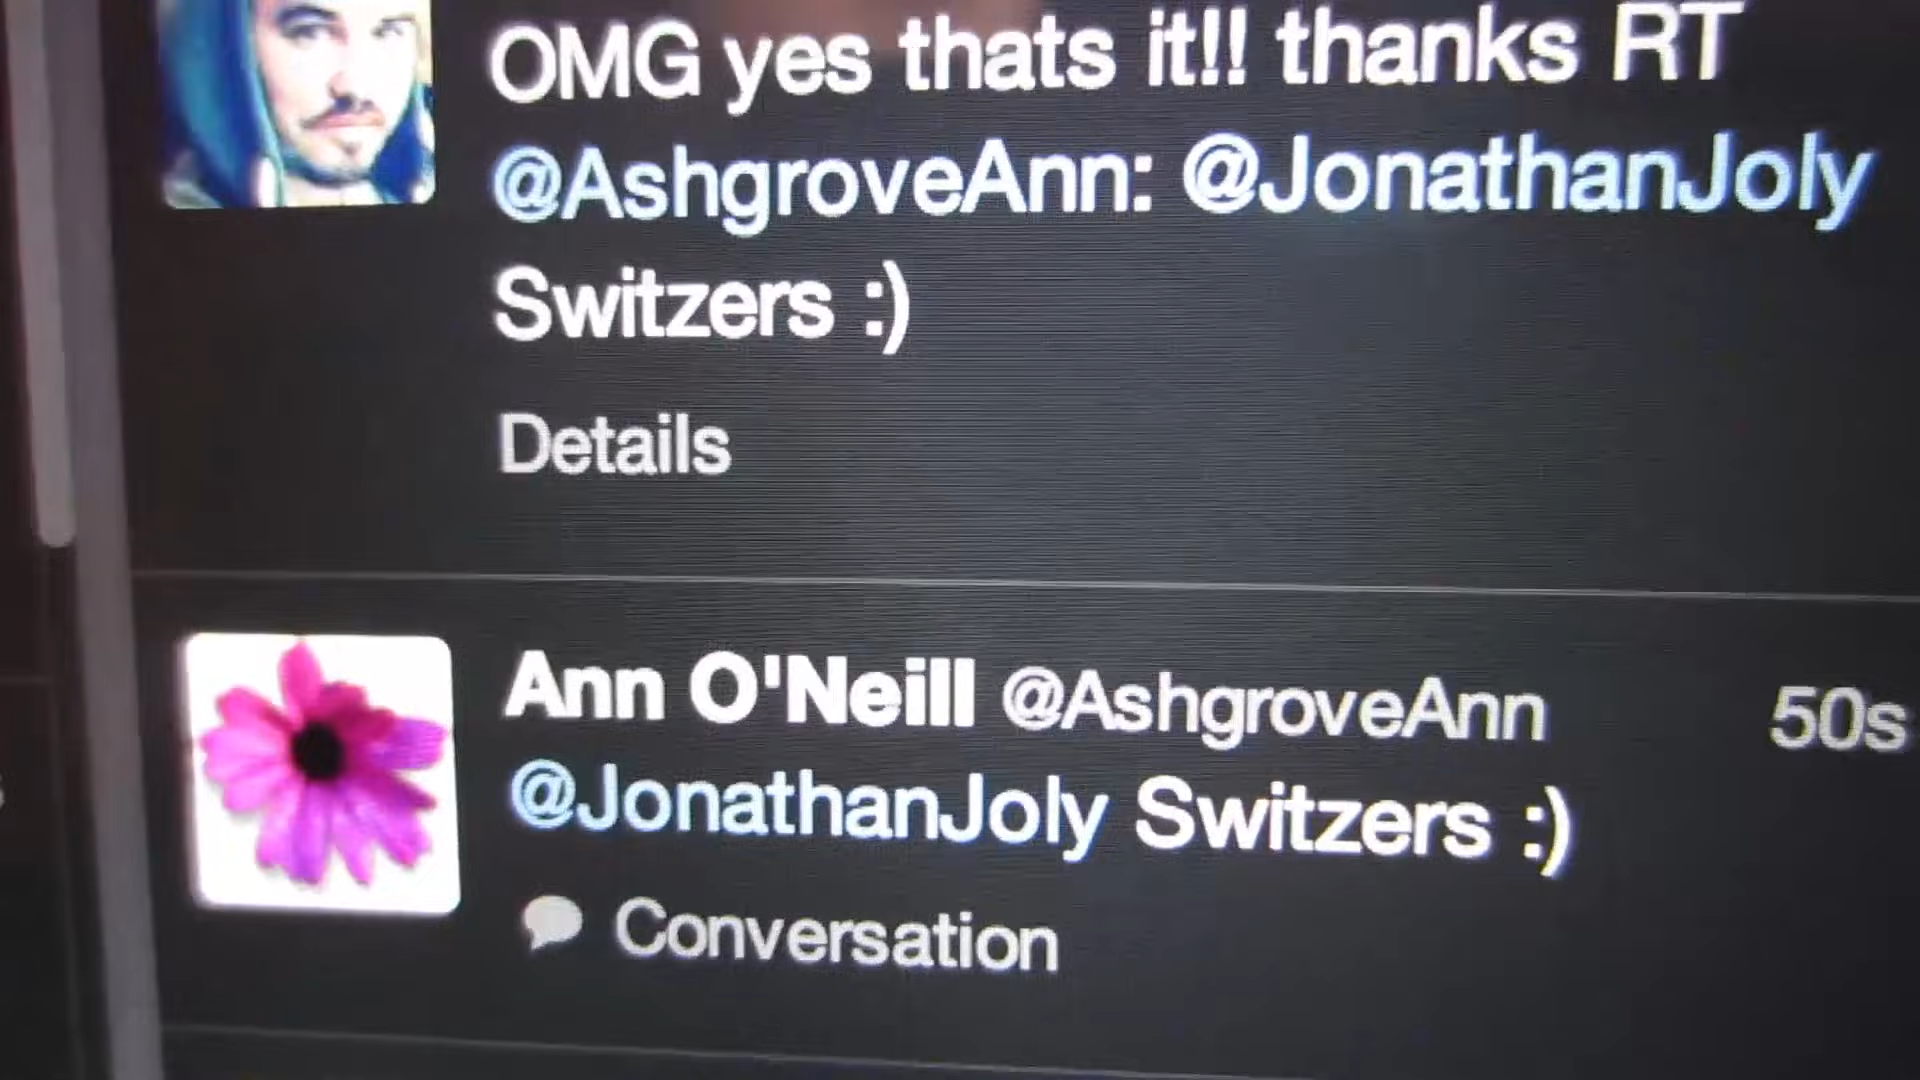 OMG yes thats it!! thanks RT
@AshgroveAnn: @JonathanJoly
Switzers :)
Details
Ann O'Neill @AshgroveAnn 50s
@JonathanJoly Switzers :)
Conversation